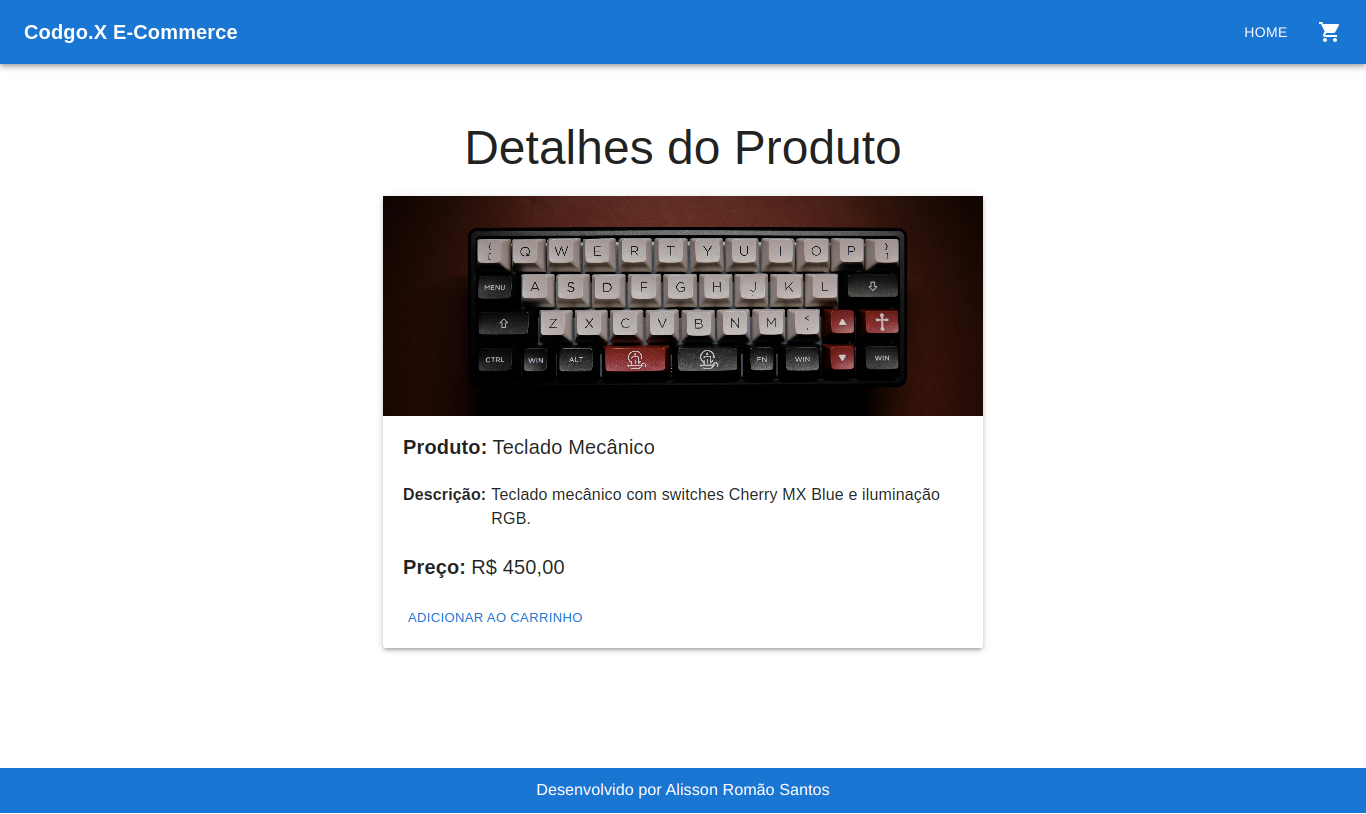 Codgo.X E-Commerce
HOME
Detalhes do Produto
{ [ Q W E R T Y U I O P } ]
MENU A S D F G H J K L
Z X C V B N M < ,
CTRL WIN ALT FN WIN WIN
Produto: Teclado Mecânico
Descrição: Teclado mecânico com switches Cherry MX Blue e iluminação
RGB.
Preço: R$ 450,00
ADICIONAR AO CARRINHO
Desenvolvido por Alisson Romão Santos